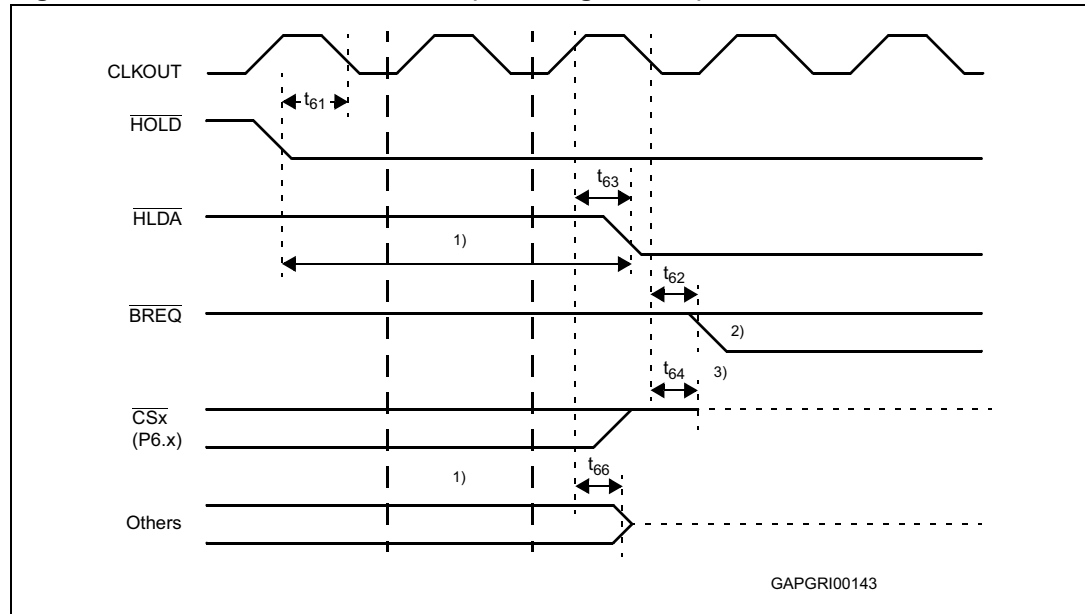 CLKOUT
t61
HOLD
t63
HLDA
1)
t62
BREQ
2)
t64
3)
CSx
(P6.x)
1)
t66
Others
GAPGRI00143